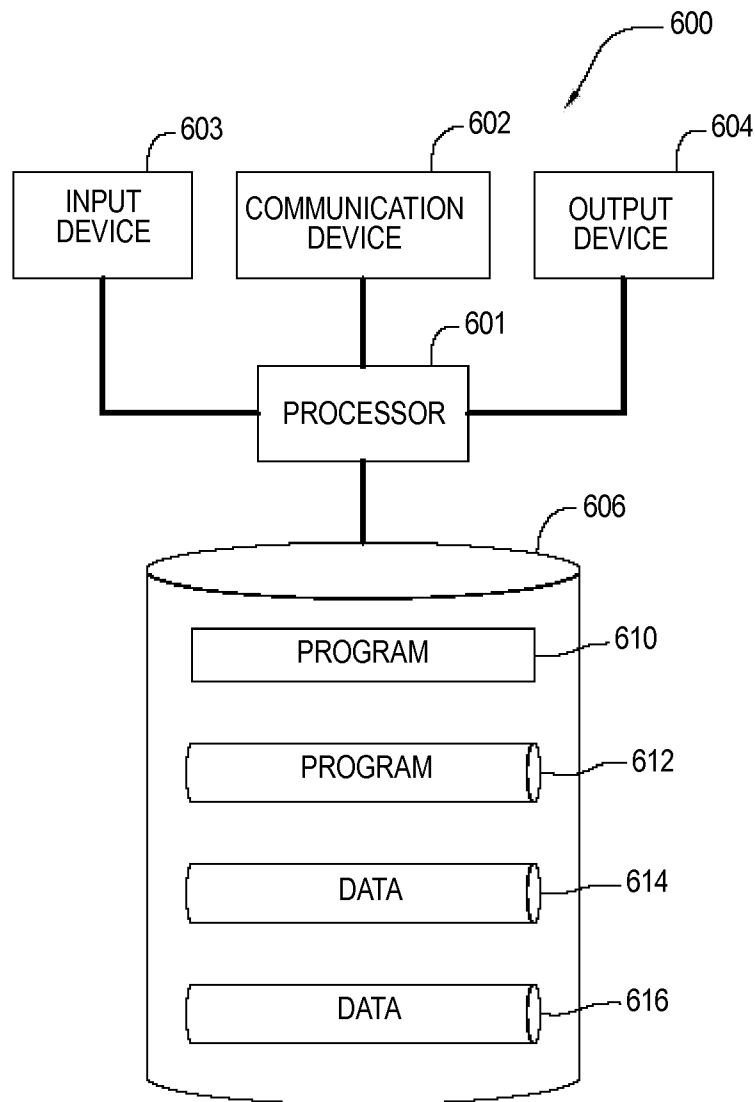 600
603
602
604
INPUT
DEVICE
COMMUNICATION
DEVICE
OUTPUT
DEVICE
601
PROCESSOR
606
PROGRAM
610
PROGRAM
612
DATA
614
DATA
616